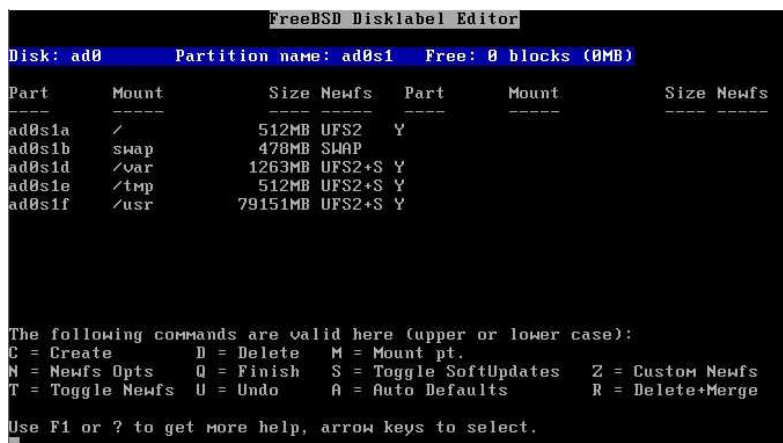 FreeBSD Disklabel Editor
Disk: ad0 Partition name: ad0s1 Free: 0 blocks (0MB)
Part Mount Size Newfs Part Mount Size Newfs
---- ----- ---- ----- ---- ----- ---- -----
ad0s1a / 512MB UFS2 Y
ad0s1b swap 478MB SWAP
ad0s1d /var 1263MB UFS2+S Y
ad0s1e /tmp 512MB UFS2+S Y
ad0s1f /usr 79151MB UFS2+S Y
The following commands are valid here (upper or lower case):
C = Create D = Delete M = Mount pt.
N = Newfs Opts Q = Finish S = Toggle SoftUpdates Z = Custom Newfs
T = Toggle Newfs U = Undo A = Auto Defaults R = Delete+Merge
Use F1 or ? to get more help, arrow keys to select.